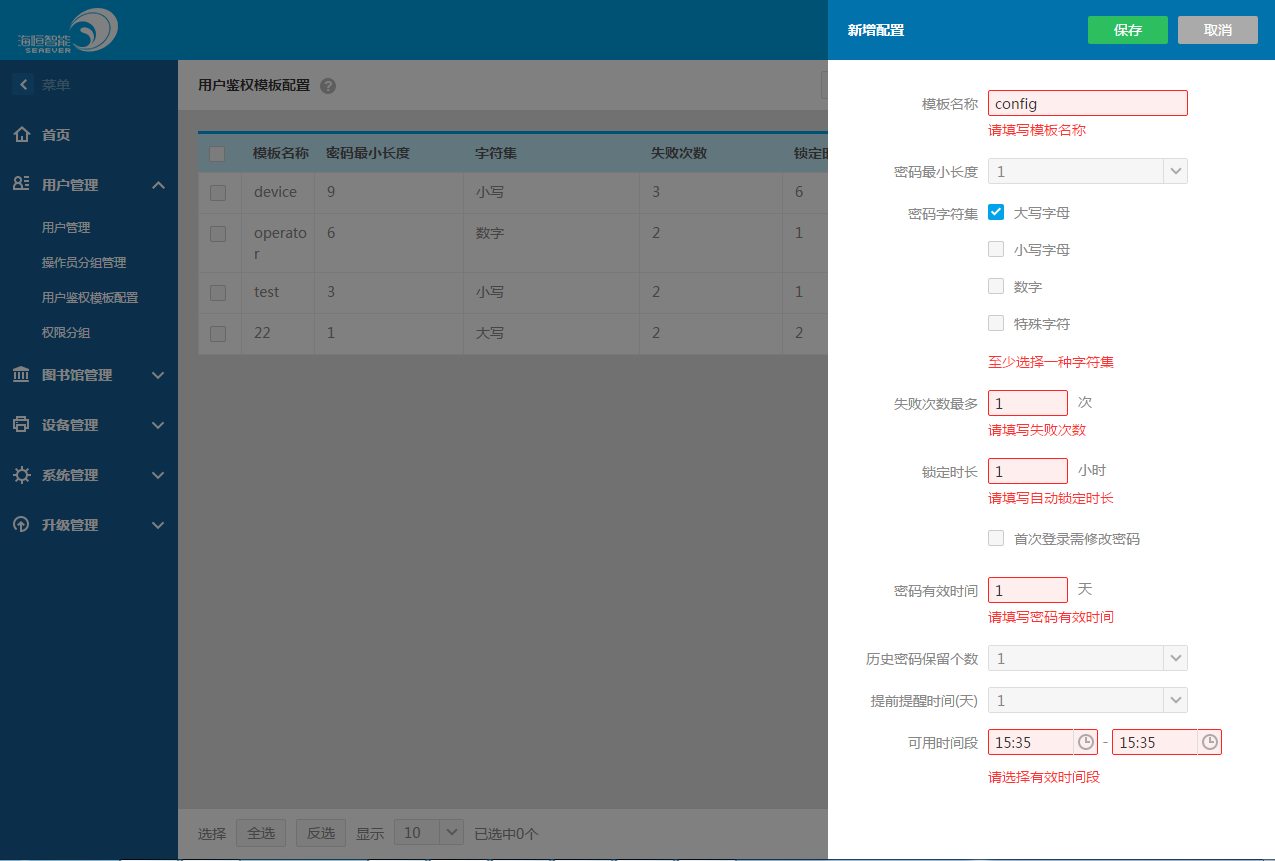 海恒智能
SEAEVER
新增配置
保存
取消
菜单
首页
用户管理
用户管理
操作员分组管理
用户鉴权模板配置
权限分组
图书馆管理
设备管理
系统管理
升级管理
用户鉴权模板配置 ?
模板名称 密码最小长度 字符集 失败次数 锁定时
device 9 小写 3 6
operato
r 6 数字 2 1
test 3 小写 2 1
22 1 大写 2 2
选择 全选 反选 显示 10 已选中0个
模板名称 config
请填写模板名称
密码最小长度 1
密码字符集 大写字母
小写字母
数字
特殊字符
至少选择一种字符集
失败次数最多 1 次
请填写失败次数
锁定时长 1 小时
请填写自动锁定时长
首次登录需修改密码
密码有效时间 1 天
请填写密码有效时间
历史密码保留个数 1
提前提醒时间(天) 1
可用时间段 15:35 - 15:35
请选择有效时间段